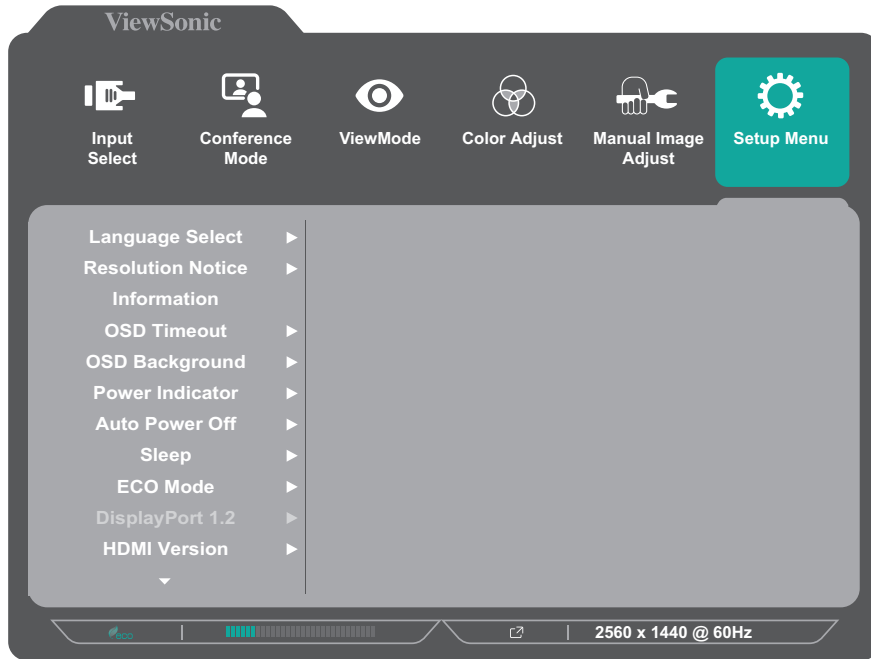 ViewSonic
Input
Select
Conference
Mode
ViewMode
Color Adjust
Manual Image
Adjust
Setup Menu
Language Select
Resolution Notice
Information
OSD Timeout
OSD Background
Power Indicator
Auto Power Off
Sleep
ECO Mode
DisplayPort 1.2
HDMI Version
eco
2560 x 1440 @ 60Hz